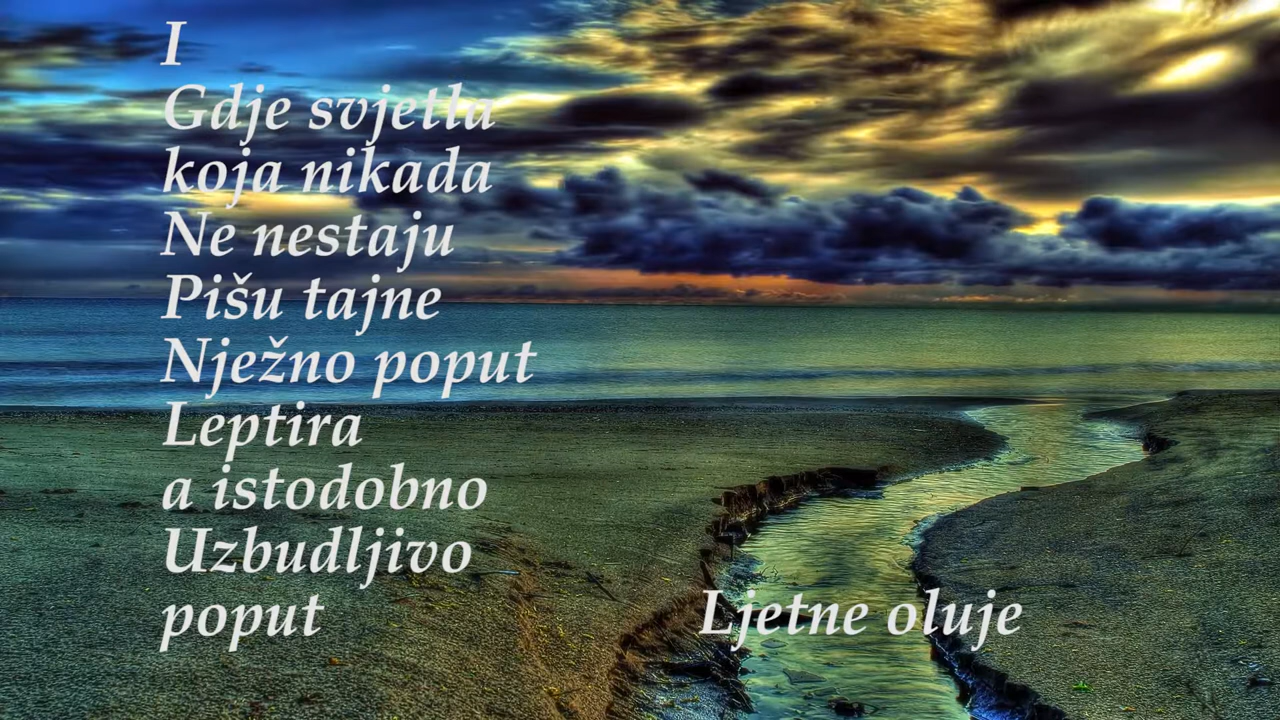 I
Gdje svjetla
koja nikada
Ne nestaju
Pišu tajne
Nježno poput
Leptira
a istodobno
Uzbudljivo
poput
Ljetne oluje